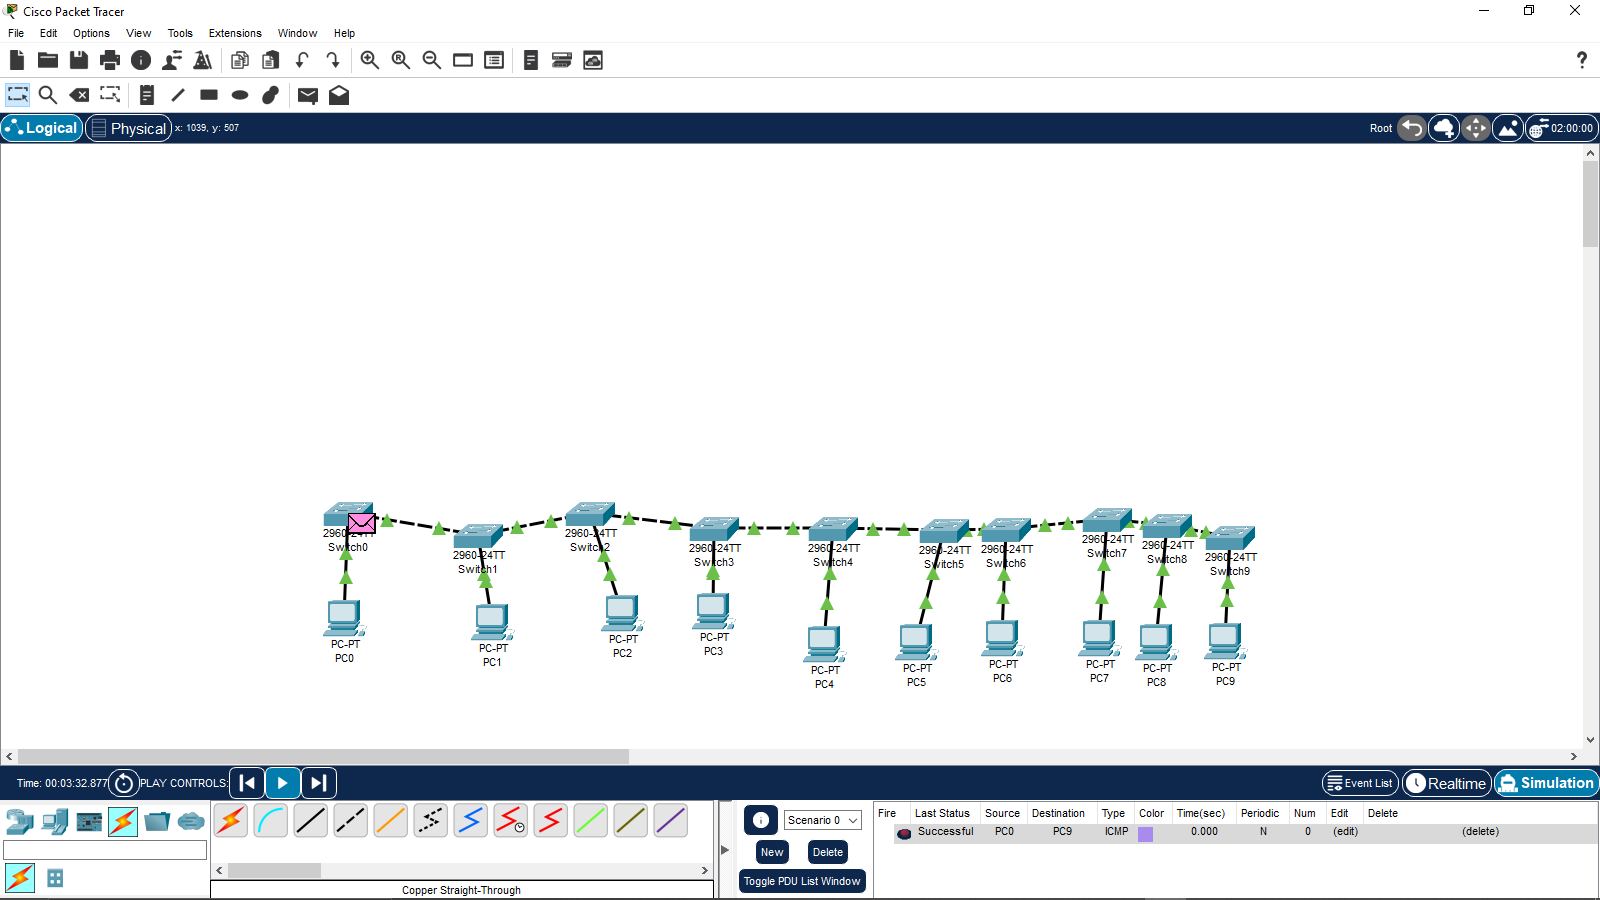 Cisco Packet Tracer
File Edit Options View Tools Extensions Window Help
Logical Physical x: 1039, y: 507 Root 02:00:00
2960-24TT
Switch0
2960-24TT
Switch1
2960-24TT
Switch2
2960-24TT
Switch3
2960-24TT
Switch4
2960-24TT
Switch5
2960-24TT
Switch6
2960-24TT
Switch7
2960-24TT
Switch8
2960-24TT
Switch9
PC-PT
PC0
PC-PT
PC1
PC-PT
PC2
PC-PT
PC3
PC-PT
PC4
PC-PT
PC5
PC-PT
PC6
PC-PT
PC7
PC-PT
PC8
PC-PT
PC9
Time: 00:03:32.877 PLAY CONTROLS: Event List Realtime Simulation
Scenario 0
New Delete
Toggle PDU List Window
Copper Straight-Through
Fire Last Status Source Destination Type Color Time(sec) Periodic Num Edit Delete
Successful PC0 PC9 ICMP 0.000 N 0 (edit) (delete)